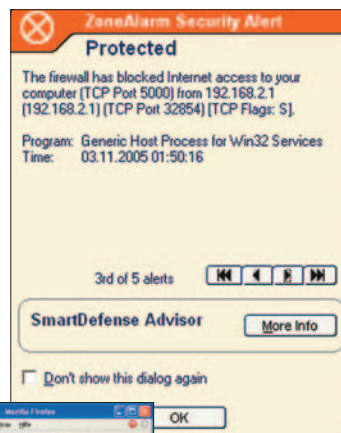 ZoneAlarm Security Alert
Protected
The firewall has blocked Internet access to your
computer (TCP Port 5000) from 192.168.2.1
(192.168.2.1) (TCP Port 32854) [TCP Flags: S].
Program: Generic Host Process for Win32 Services
Time: 03.11.2005 01:50:16
3rd of 5 alerts
SmartDefense Advisor
More Info
Don't show this dialog again
- Mozilla Firefox
OK